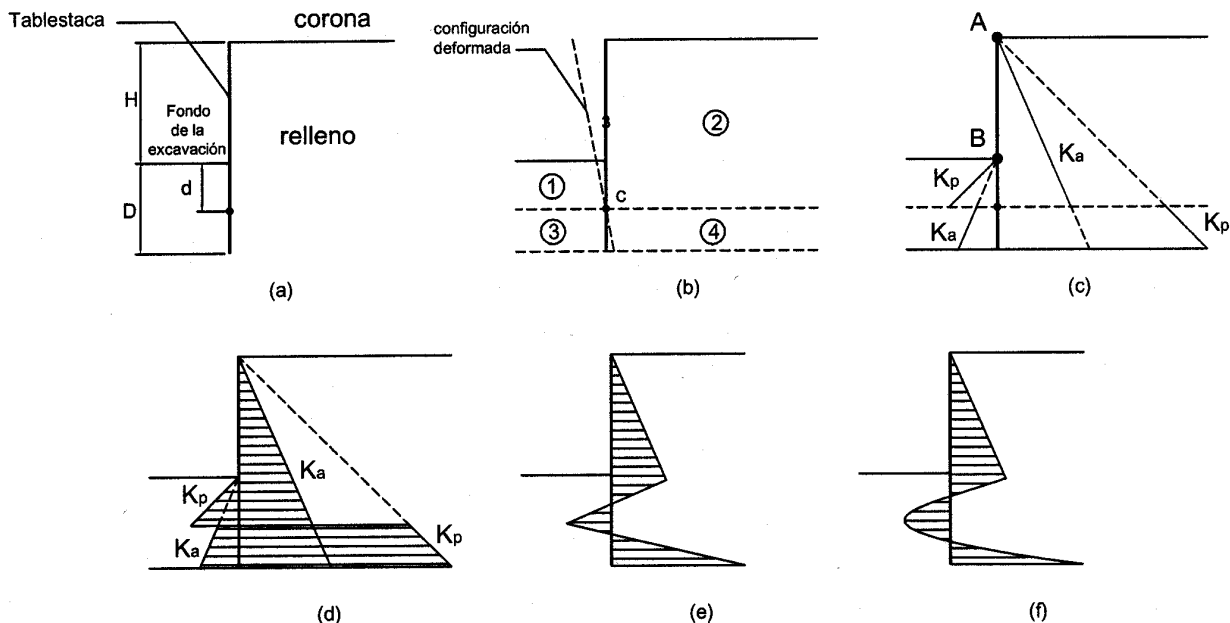 Tablestaca
corona
H
Fondo
de la
excavación
relleno
d
D
(a)
configuración
deformada
3
2
1
c
3
4
(b)
A
B
Ka
Kp
Ka
Kp
(c)
Kp
Ka
Ka
Kp
(d)
(e)
(f)